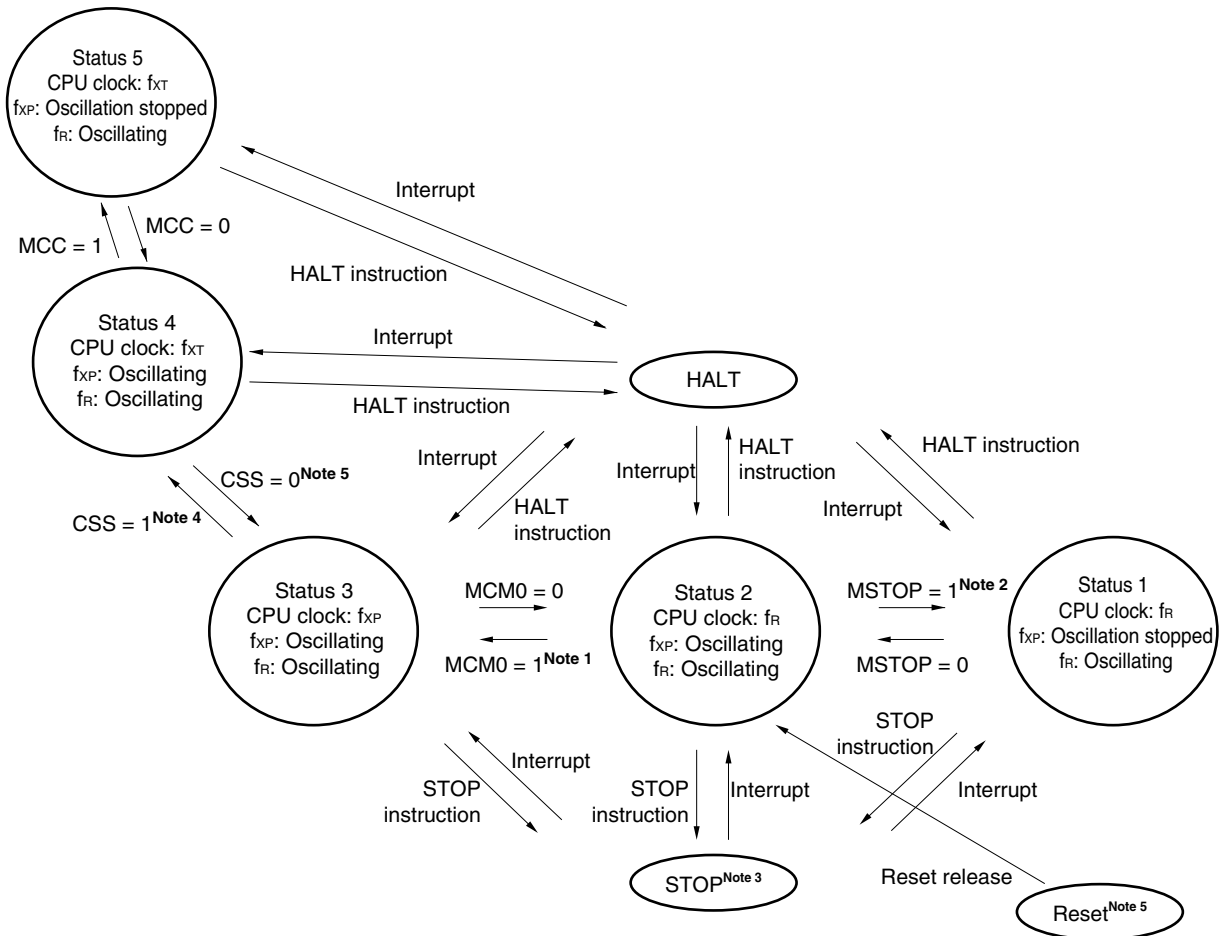 Status 5
CPU clock: fXT
fXP: Oscillation stopped
fR: Oscillating
Interrupt
MCC = 0
MCC = 1
HALT instruction
Status 4
CPU clock: fXT
fXP: Oscillating
fR: Oscillating
Interrupt
HALT instruction
HALT
Interrupt
HALT
instruction
Interrupt
HALT
instruction
HALT instruction
Interrupt
CSS = 0Note 5
CSS = 1Note 4
Status 3
CPU clock: fXP
fXP: Oscillating
fR: Oscillating
MCM0 = 0
MCM0 = 1Note 1
Status 2
CPU clock: fR
fXP: Oscillating
fR: Oscillating
MSTOP = 1Note 2
MSTOP = 0
Status 1
CPU clock: fR
fXP: Oscillation stopped
fR: Oscillating
STOP
instruction
Interrupt
STOP
instruction
Interrupt
STOP
instruction
Interrupt
STOPNote 3
Reset release
ResetNote 5